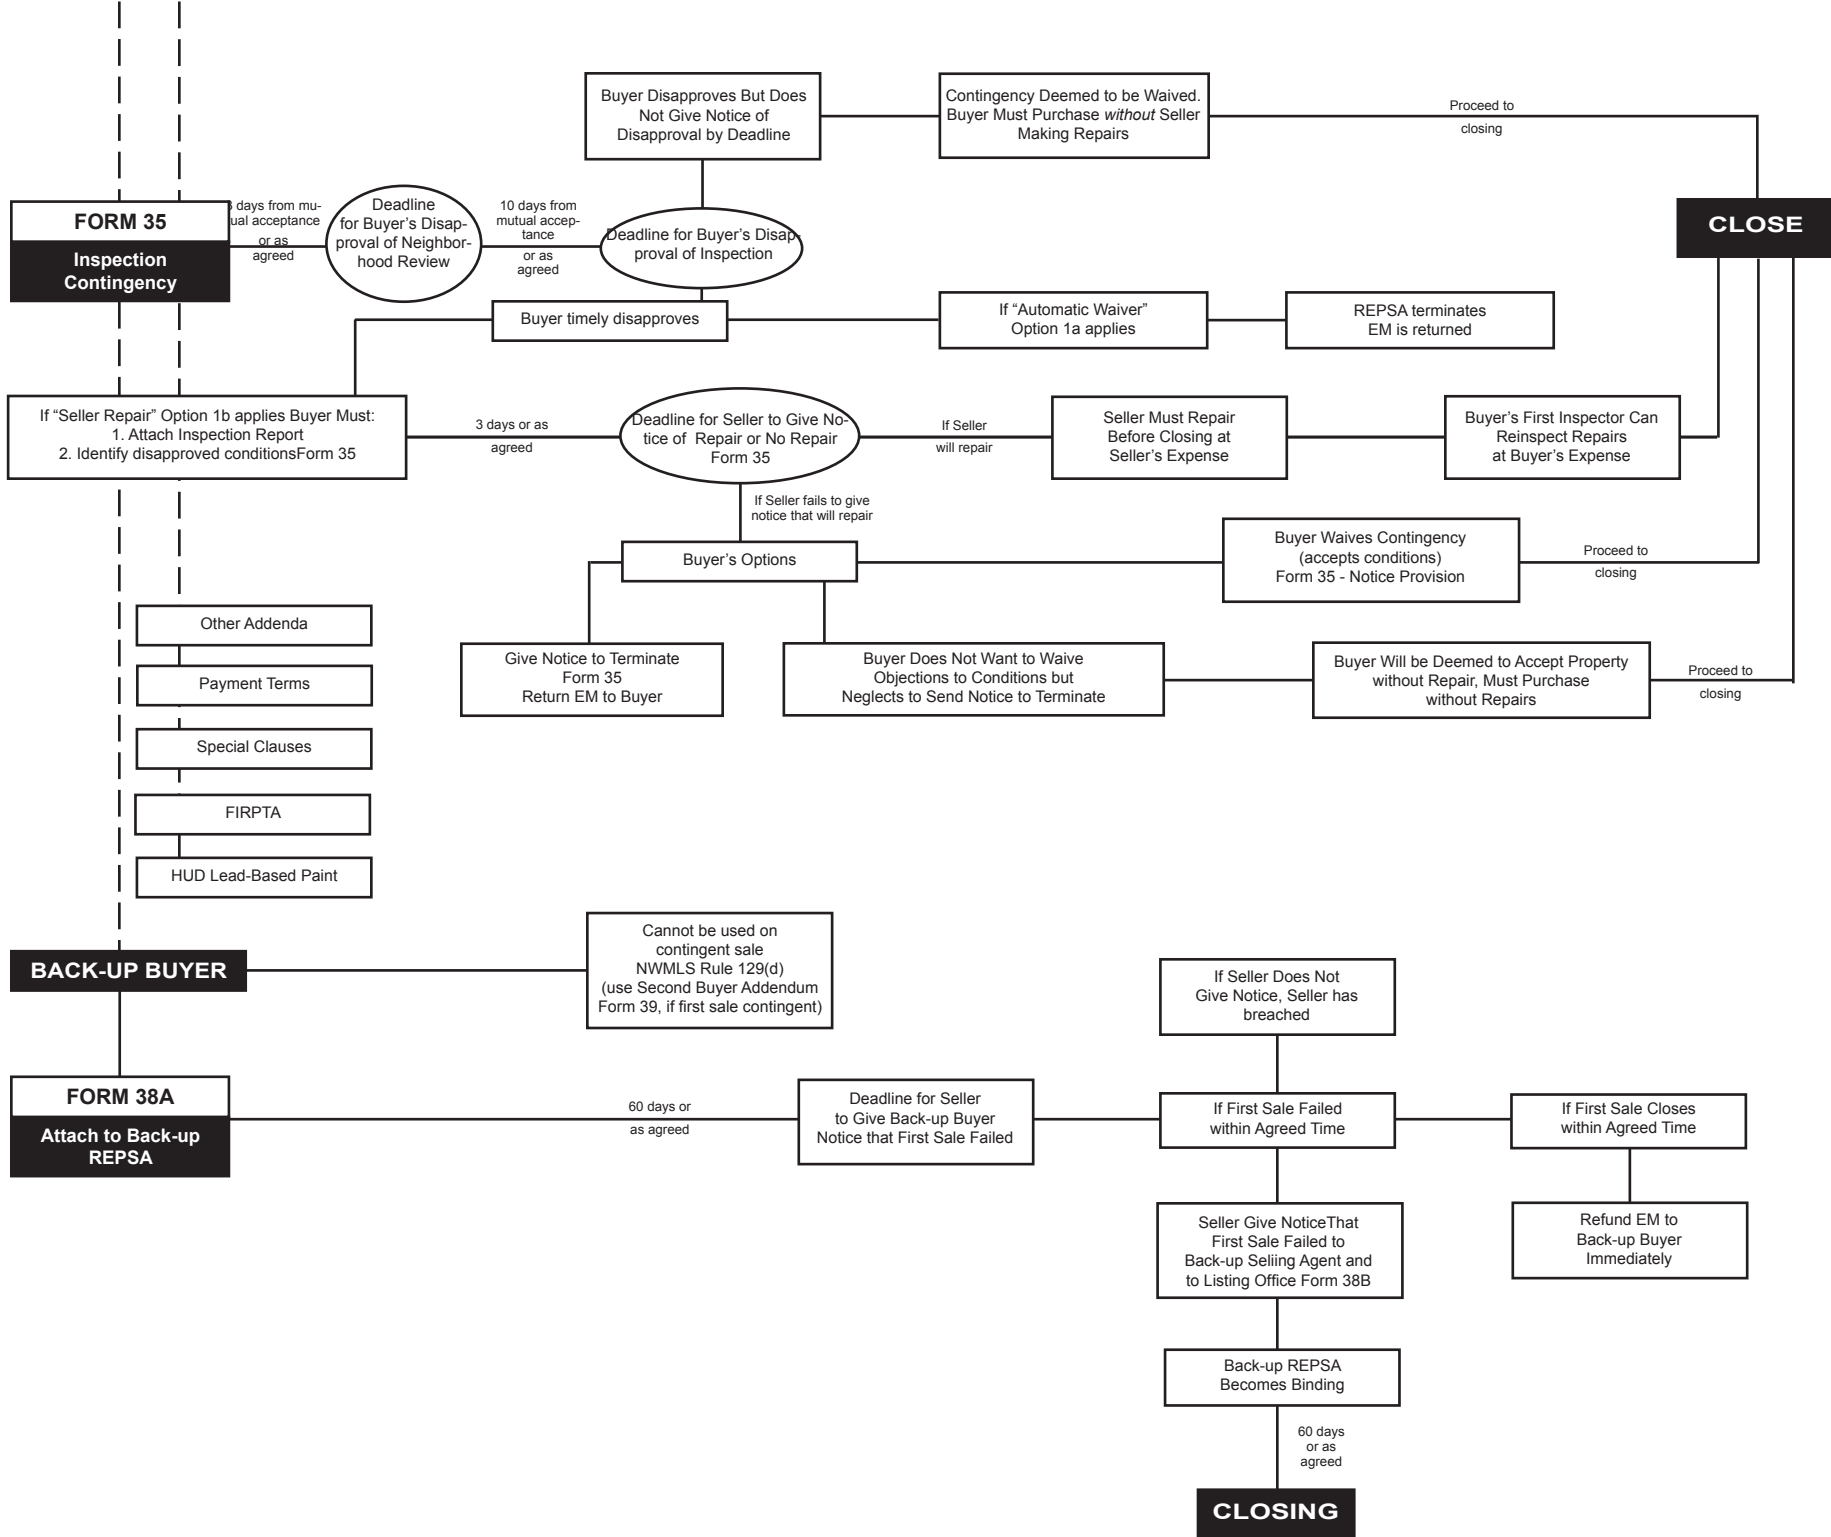 Buyer Disapproves But Does
Not Give Notice of
Disapproval by Deadline
Contingency Deemed to be Waived.
Buyer Must Purchase without Seller
Making Repairs
Proceed to
closing
FORM 35
Inspection
Contingency
days from mu-
ual acceptance
or as
agreed
Deadline
for Buyer’s Disap-
proval of Neighbor-
hood Review
10 days from
mutual accep-
tance
or as
agreed
Deadline for Buyer’s Disap-
proval of Inspection
CLOSE
Buyer timely disapproves
If “Automatic Waiver”
Option 1a applies
REPSA terminates
EM is returned
If “Seller Repair” Option 1b applies Buyer Must:
1. Attach Inspection Report
2. Identify disapproved conditionsForm 35
3 days or as
agreed
Deadline for Seller to Give No-
tice of Repair or No Repair
Form 35
If Seller
will repair
Seller Must Repair
Before Closing at
Seller’s Expense
Buyer’s First Inspector Can
Reinspect Repairs
at Buyer’s Expense
If Seller fails to give
notice that will repair
Buyer’s Options
Buyer Waives Contingency
(accepts conditions)
Form 35 - Notice Provision
Proceed to
closing
Give Notice to Terminate
Form 35
Return EM to Buyer
Buyer Does Not Want to Waive
Objections to Conditions but
Neglects to Send Notice to Terminate
Buyer Will be Deemed to Accept Property
without Repair, Must Purchase
without Repairs
Proceed to
closing
Other Addenda
Payment Terms
Special Clauses
FIRPTA
HUD Lead-Based Paint
BACK-UP BUYER
Cannot be used on
contingent sale
NWMLS Rule 129(d)
(use Second Buyer Addendum
Form 39, if first sale contingent)
FORM 38A
Attach to Back-up
REPSA
60 days or
as agreed
Deadline for Seller
to Give Back-up Buyer
Notice that First Sale Failed
If Seller Does Not
Give Notice, Seller has
breached
If First Sale Failed
within Agreed Time
If First Sale Closes
within Agreed Time
Seller Give NoticeThat
First Sale Failed to
Back-up Seliing Agent and
to Listing Office Form 38B
Refund EM to
Back-up Buyer
Immediately
Back-up REPSA
Becomes Binding
60 days
or as
agreed
CLOSING